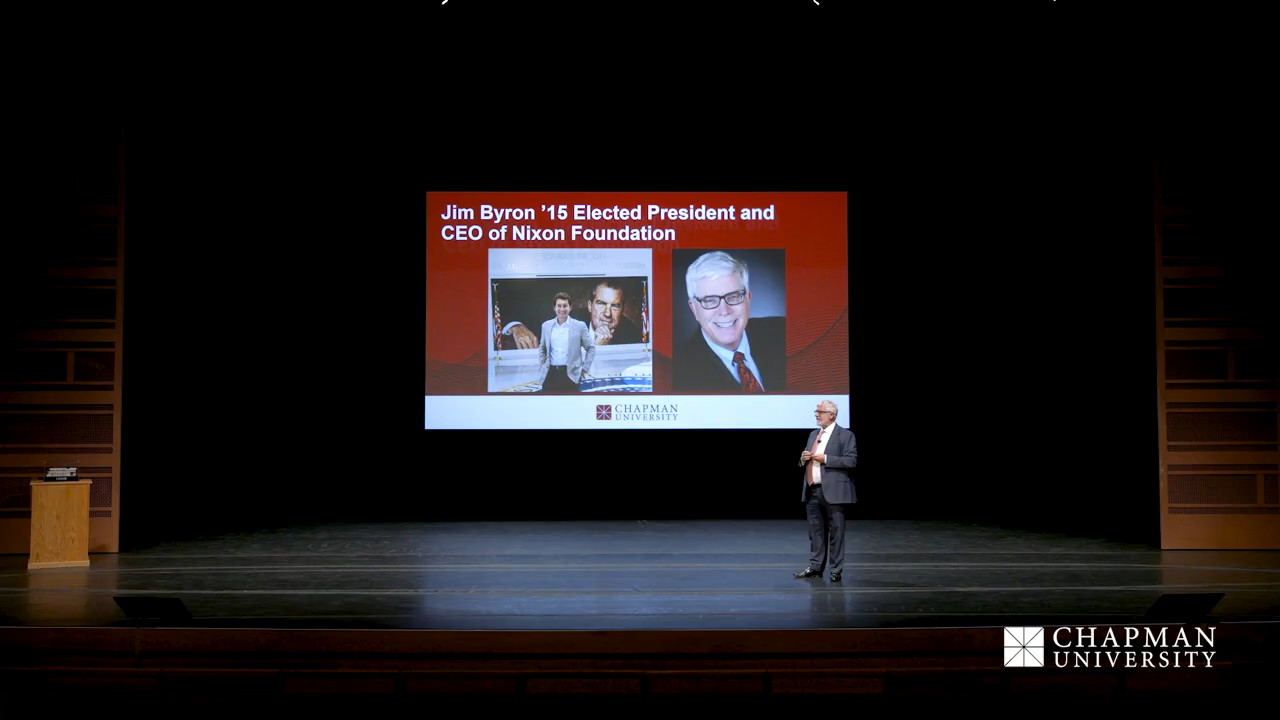 Jim Byron ’15 Elected President and
CEO of Nixon Foundation
CHAPMAN
UNIVERSITY
CHAPMAN
UNIVERSITY